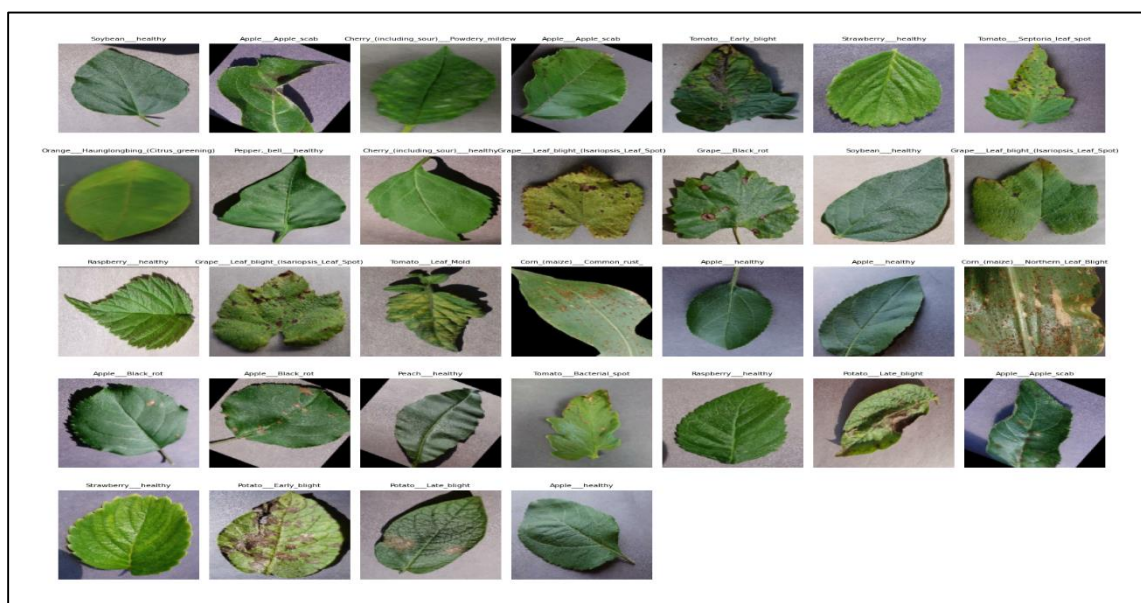 Soybean___healthy
Apple___Apple_scab
Cherry_(including_sour)___Powdery_mildew
Apple___Apple_scab
Tomato___Early_blight
Strawberry___healthy
Tomato___Septoria_leaf_spot
Orange___Haunglongbing_(Citrus_greening)
Pepper,_bell___healthy
Cherry_(including_sour)___healthy
Grape___Leaf_blight_(Isariopsis_Leaf_Spot)
Grape___Black_rot
Soybean___healthy
Grape___Leaf_blight_(Isariopsis_Leaf_Spot)
Raspberry___healthy
Grape___Leaf_blight_(Isariopsis_Leaf_Spot)
Tomato___Leaf_Mold
Corn_(maize)___Common_rust_
Apple___healthy
Apple___healthy
Corn_(maize)___Northern_Leaf_Blight
Apple___Black_rot
Apple___Black_rot
Peach___healthy
Tomato___Bacterial_spot
Raspberry___healthy
Potato___Late_blight
Apple___Apple_scab
Strawberry___healthy
Potato___Early_blight
Potato___Late_blight
Apple___healthy